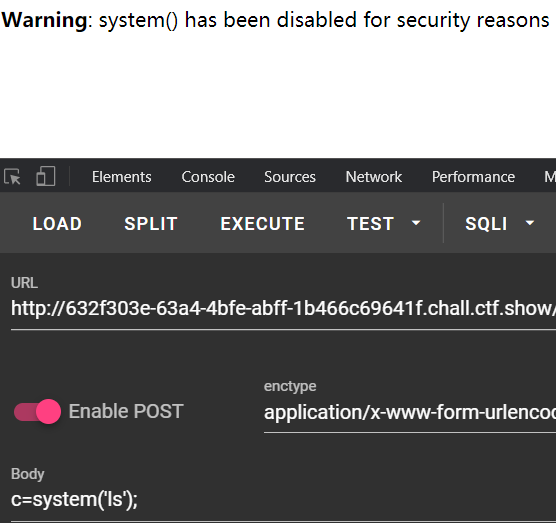 Warning: system() has been disabled for security reasons
Elements Console Sources Network Performance M
LOAD SPLIT EXECUTE TEST SQLI
URL
http://632f303e-63a4-4bfe-abff-1b466c69641f.chall.ctf.show/
enctype
Enable POST application/x-www-form-urlencod
Body
c=system('ls');